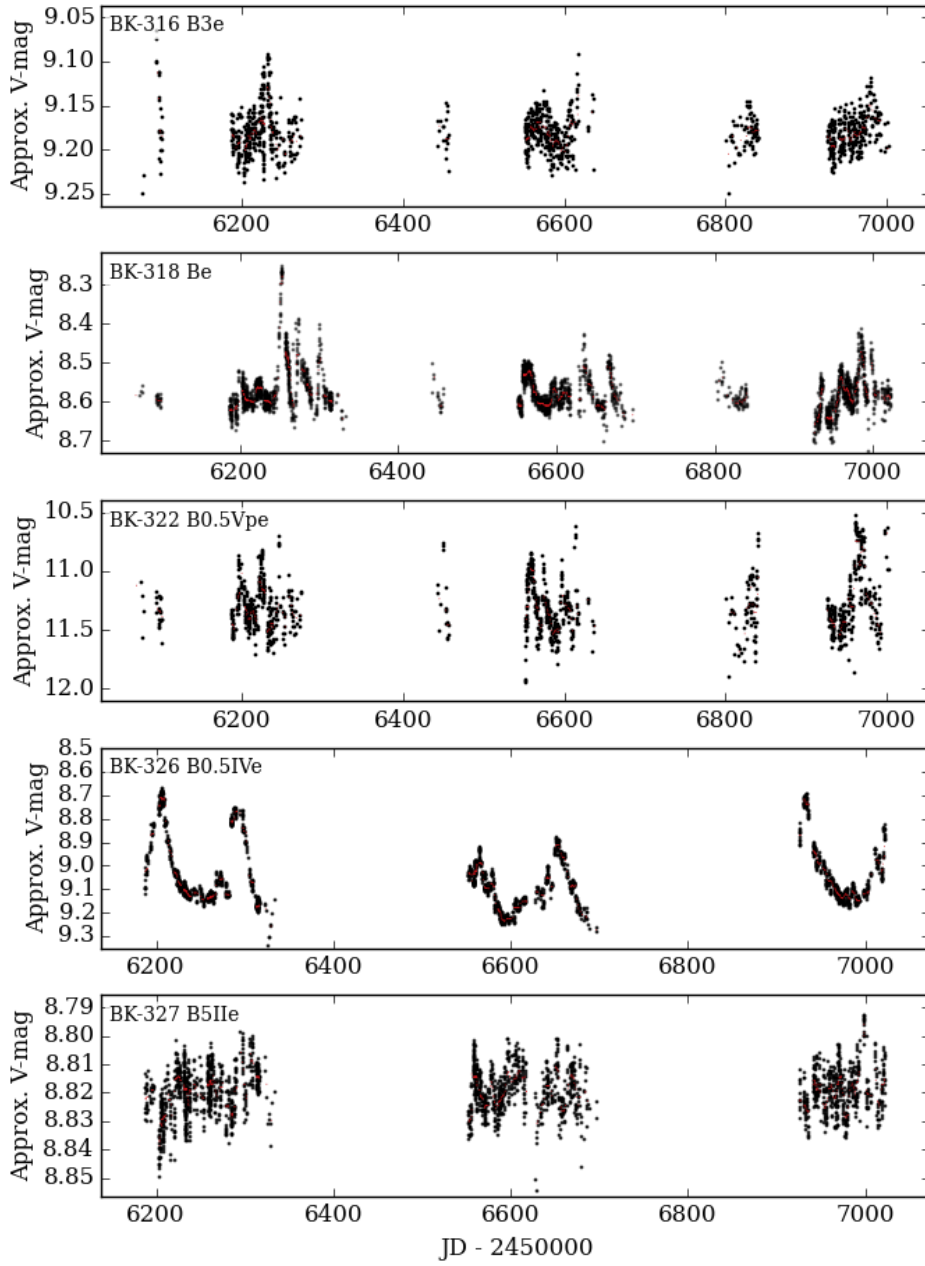 BK-316 B3e
Approx. V-mag
9.05
9.10
9.15
9.20
9.25
6200 6400 6600 6800 7000
BK-318 Be
Approx. V-mag
8.3
8.4
8.5
8.6
8.7
6200 6400 6600 6800 7000
BK-322 B0.5Vpe
Approx. V-mag
10.5
11.0
11.5
12.0
6200 6400 6600 6800 7000
BK-326 B0.5IVe
Approx. V-mag
8.5
8.6
8.7
8.8
8.9
9.0
9.1
9.2
9.3
6200 6400 6600 6800 7000
BK-327 B5IIe
Approx. V-mag
8.79
8.80
8.81
8.82
8.83
8.84
8.85
6200 6400 6600 6800 7000
JD - 2450000